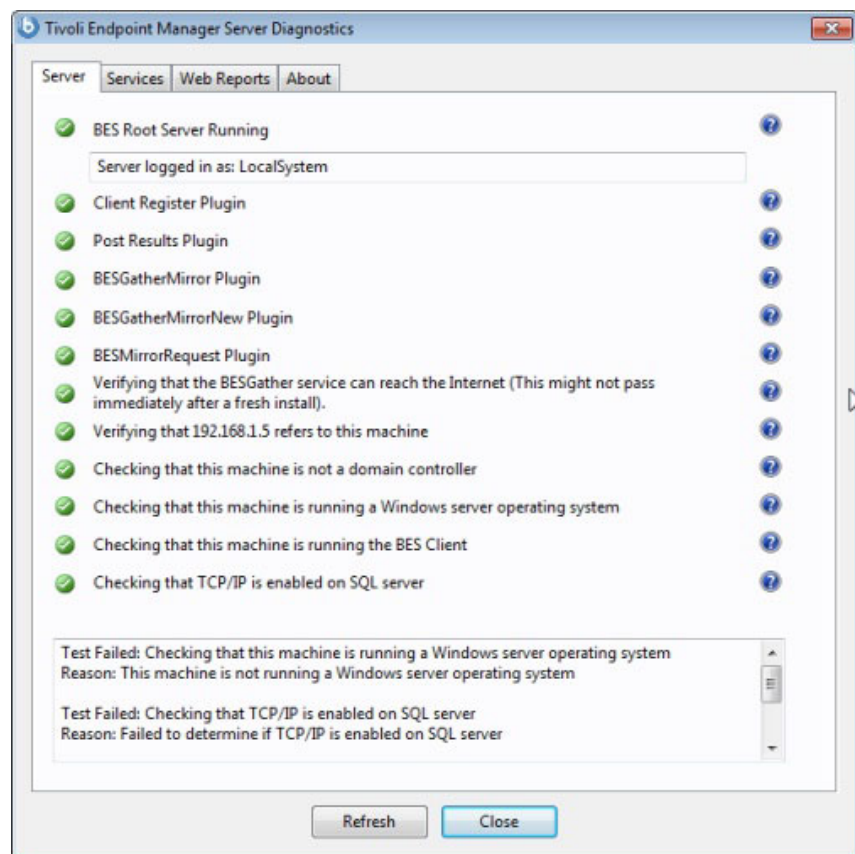 Tivoli Endpoint Manager Server Diagnostics
Server
Services
Web Reports
About
BES Root Server Running
Server logged in as: LocalSystem
Client Register Plugin
Post Results Plugin
BESGatherMirror Plugin
BESGatherMirrorNew Plugin
BESMirrorRequest Plugin
Verifying that the BESGather service can reach the Internet (This might not pass
immediately after a fresh install).
Verifying that 192.168.1.5 refers to this machine
Checking that this machine is not a domain controller
Checking that this machine is running a Windows server operating system
Checking that this machine is running the BES Client
Checking that TCP/IP is enabled on SQL server
Test Failed: Checking that this machine is running a Windows server operating system
Reason: This machine is not running a Windows server operating system
Test Failed: Checking that TCP/IP is enabled on SQL server
Reason: Failed to determine if TCP/IP is enabled on SQL server
Refresh
Close